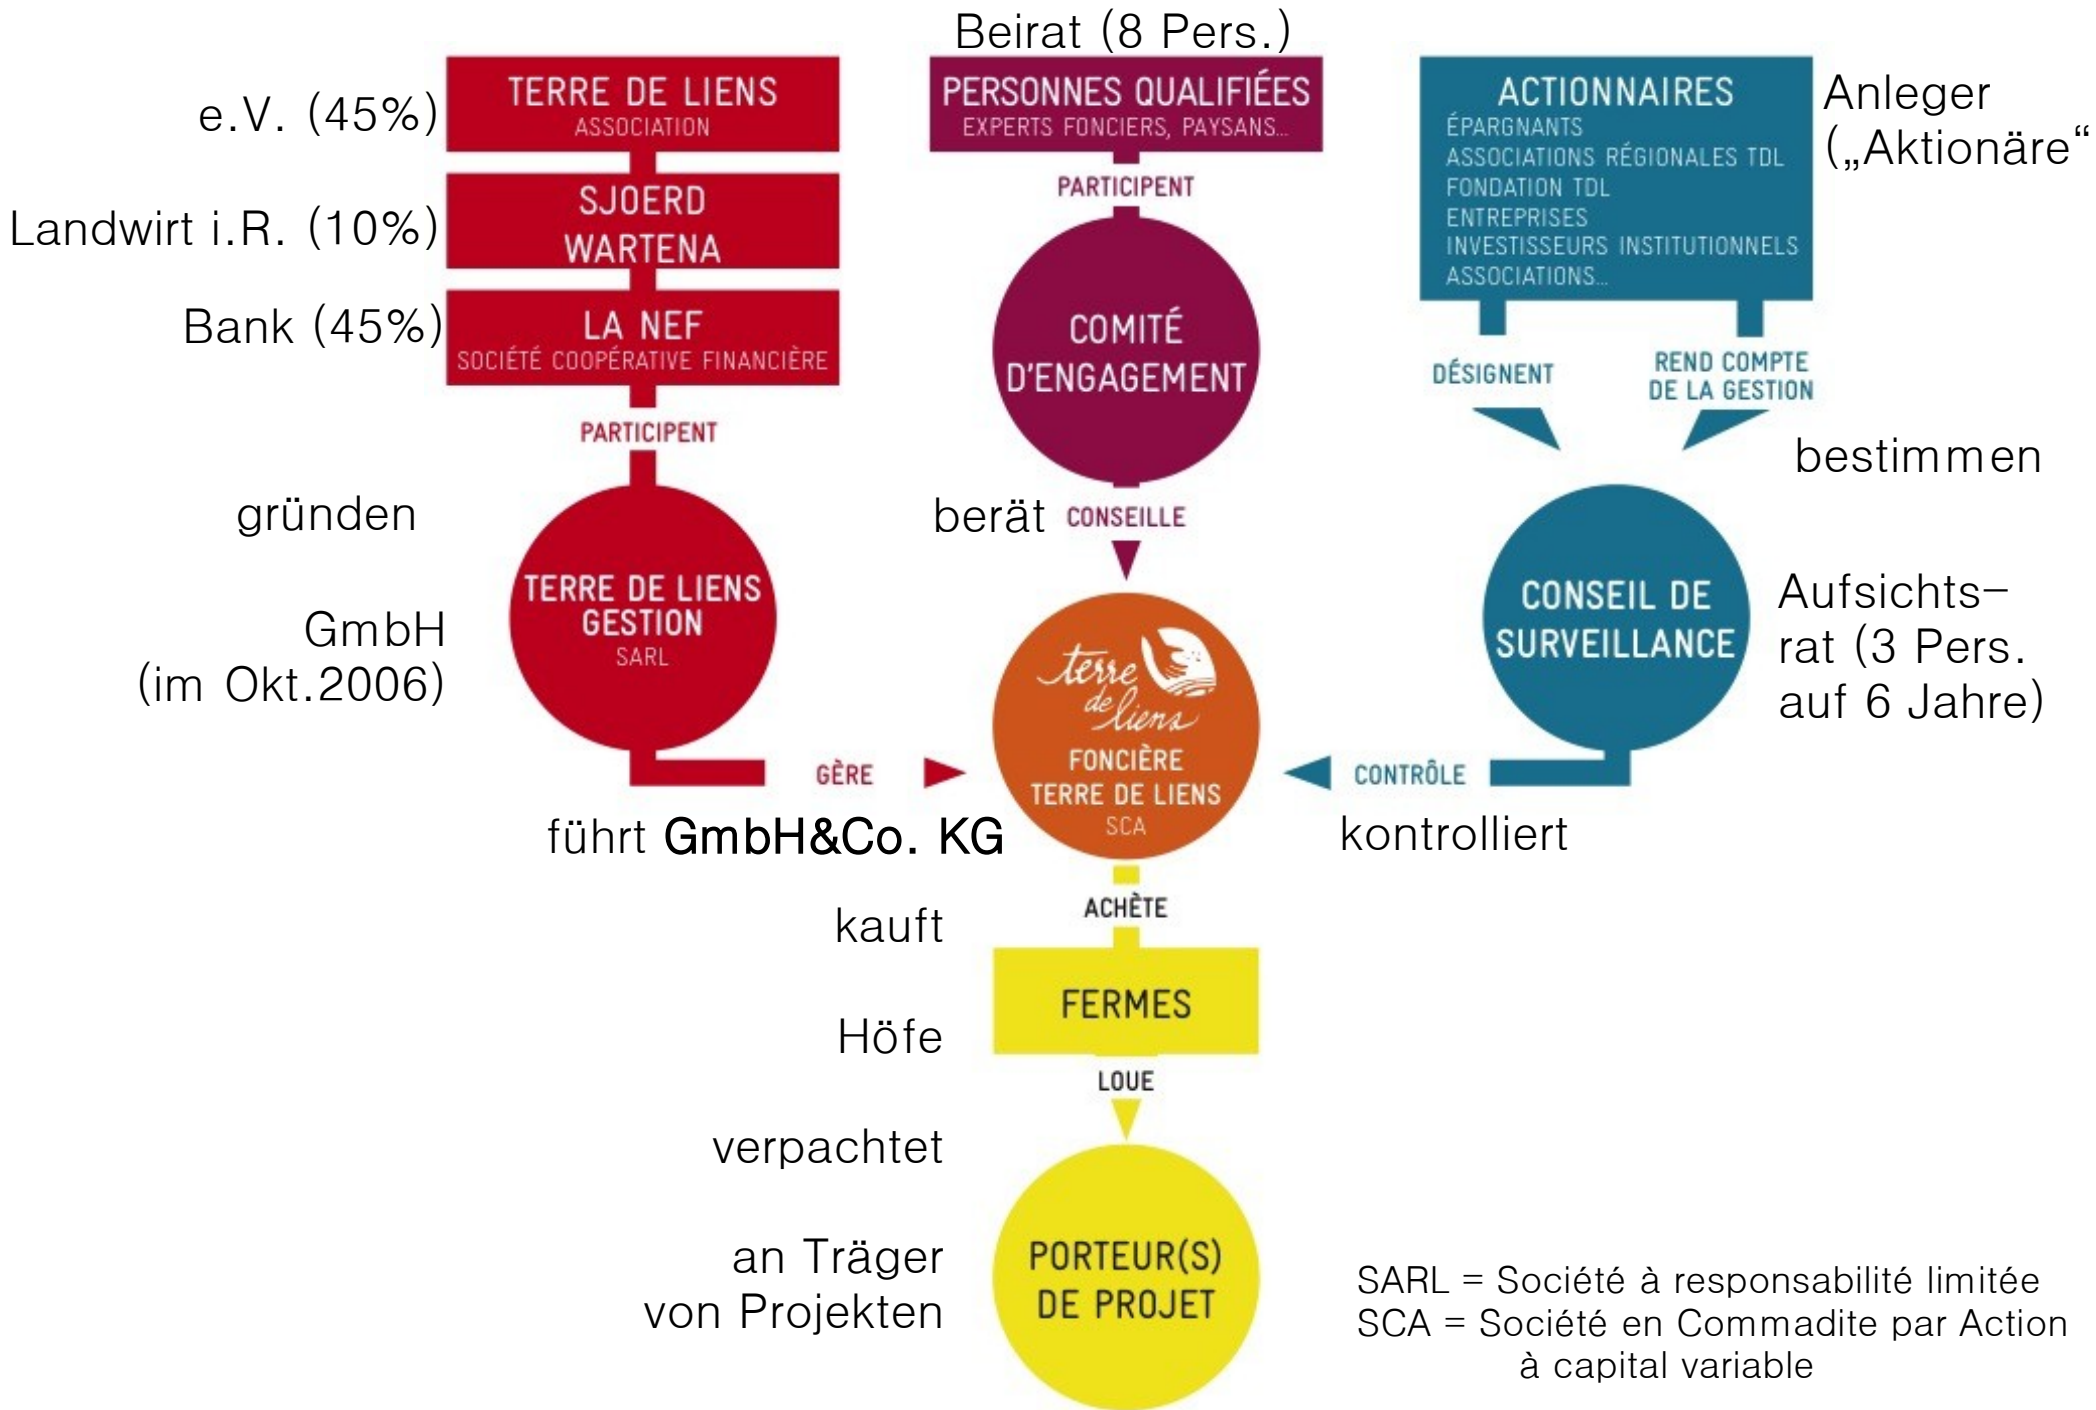 Beirat (8 Pers.)
e.V. (45%)
TERRE DE LIENS
ASSOCIATION
Landwirt i.R. (10%)
SJOERD
WARTENA
Bank (45%)
LA NEF
SOCIÉTÉ COOPÉRATIVE FINANCIÈRE
PARTICIPENT
gründen
TERRE DE LIENS
GESTION
SARL
GmbH
(im Okt.2006)
GÈRE
führt GmbH&Co. KG
PERSONNES QUALIFIÉES
EXPERTS FONCIERS, PAYSANS...
PARTICIPENT
COMITÉ
D'ENGAGEMENT
berät CONSEILLE
terre
de
liens
FONCIÈRE
TERRE DE LIENS
SCA
ACTIONNAIRES
ÉPARGNANTS
ASSOCIATIONS RÉGIONALES TDL
FONDATION TDL
ENTREPRISES
INVESTISSEURS INSTITUTIONNELS
ASSOCIATIONS...
Anleger
(„Aktionäre“
DÉSIGNENT
REND COMPTE
DE LA GESTION
bestimmen
CONSEIL DE
SURVEILLANCE
Aufsichts-
rat (3 Pers.
auf 6 Jahre)
CONTRÔLE
kontrolliert
kauft
ACHÈTE
Höfe
FERMES
verpachtet
LOUE
an Träger
von Projekten
PORTEUR(S)
DE PROJET
SARL = Société à responsabilité limitée
SCA = Société en Commadite par Action
à capital variable